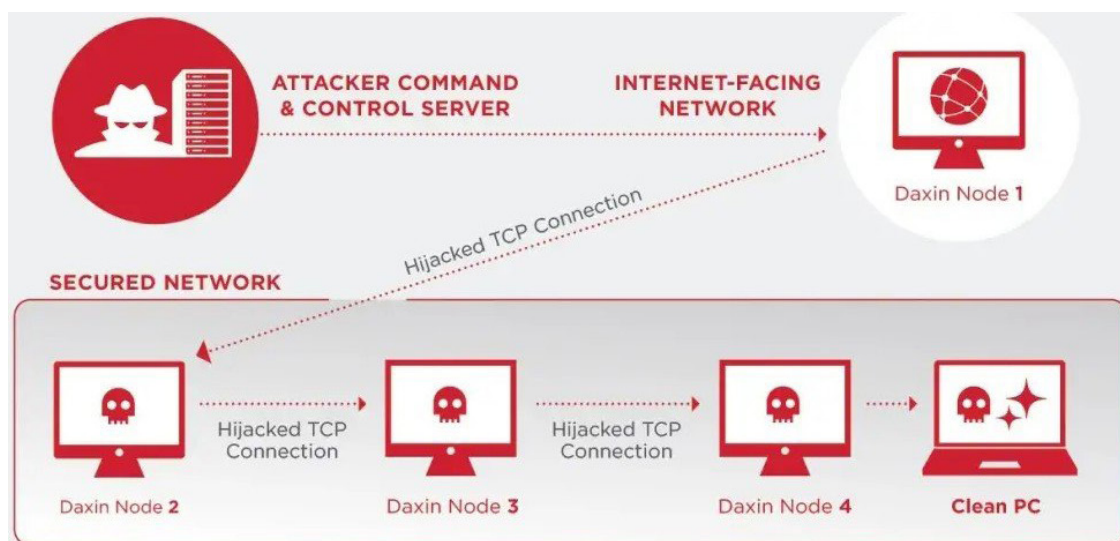 ATTACKER COMMAND
& CONTROL SERVER
INTERNET-FACING
NETWORK
Daxin Node 1
Hijacked TCP Connection
SECURED NETWORK
Hijacked TCP
Connection
Hijacked TCP
Connection
Daxin Node 2
Daxin Node 3
Daxin Node 4
Clean PC